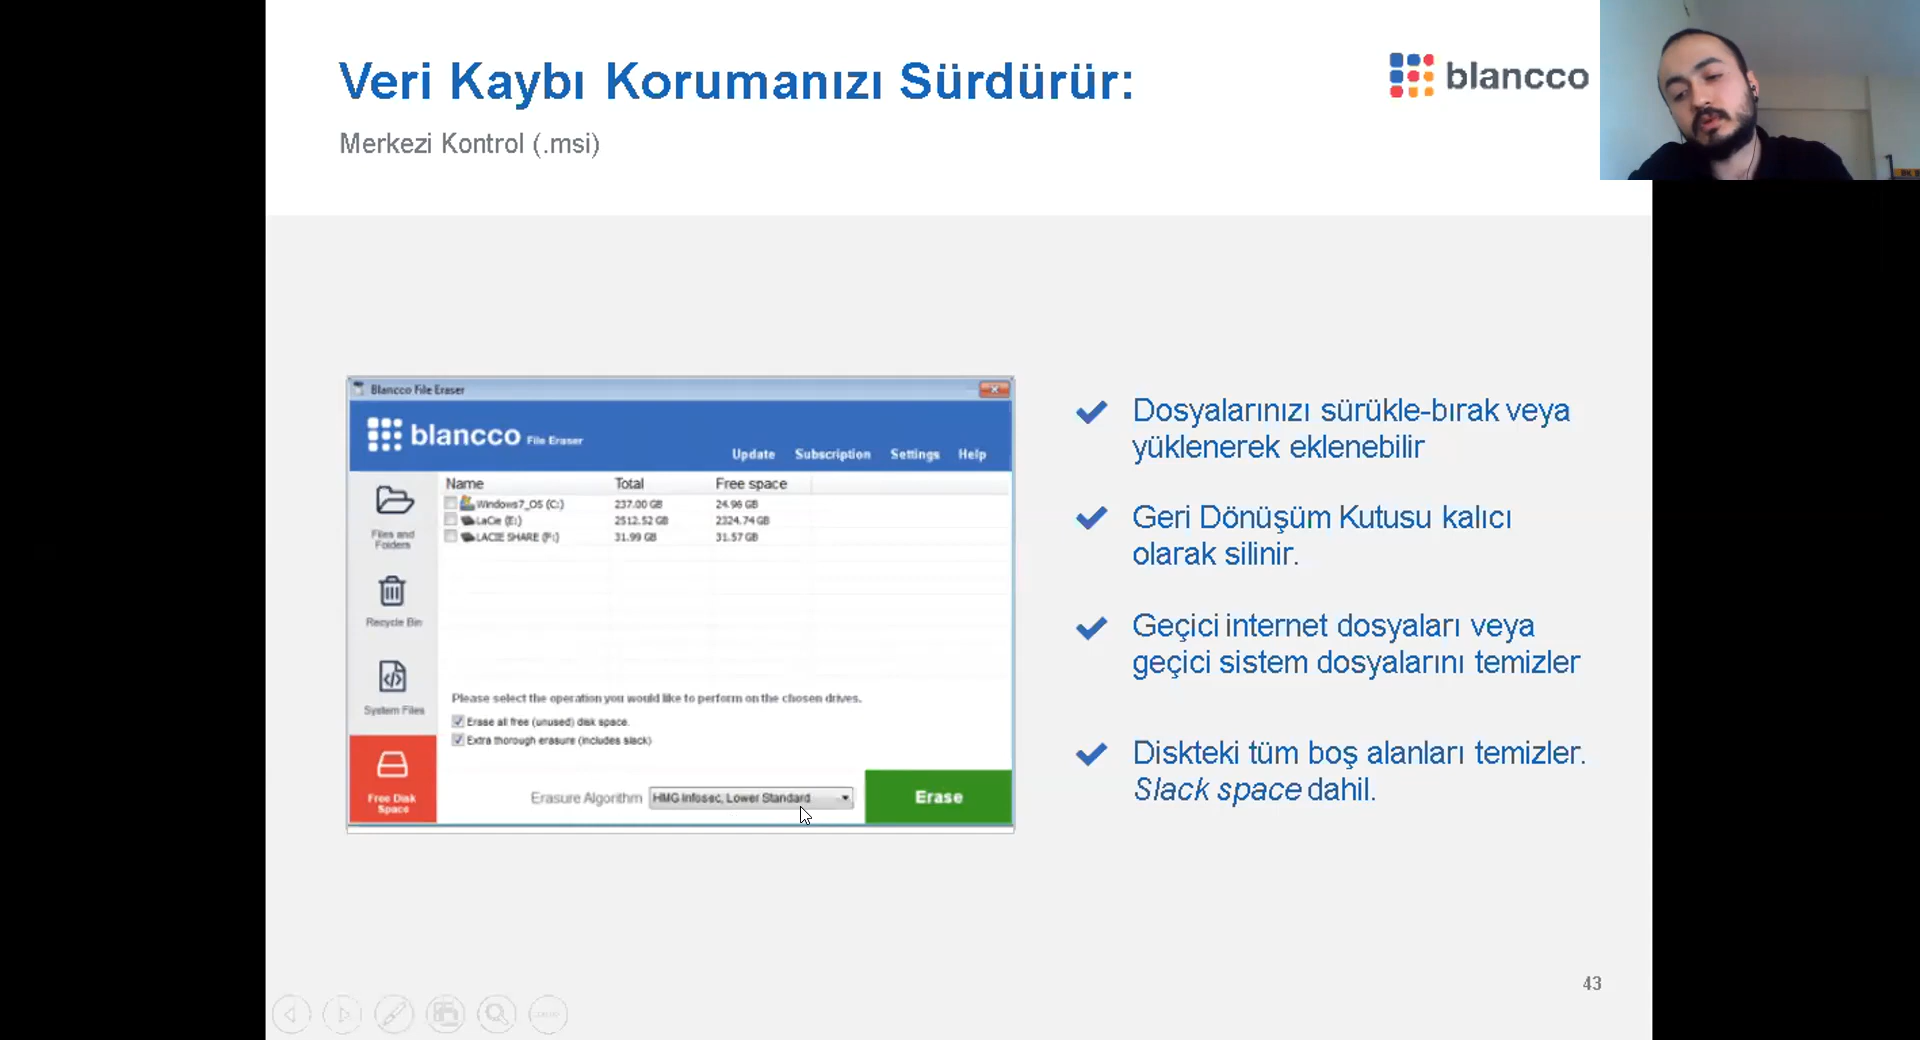 Veri Kaybı Korumanızı Sürdürür:
blancco
Merkezi Kontrol (.msi)
Blancco File Eraser
blancco File Eraser
Update Subscription Settings Help
Name Total Free space
Windows7_OS (C:) 237.00 GB 24.96 GB
LaCie (E:) 2512.52 GB 2324.74 GB
LACIE SHARE (F:) 31.99 GB 31.57 GB
Files and
Folders
Recycle Bin
System Files
Free Disk
Space
Please select the operation you would like to perform on the chosen drives.
Erase all free (unused) disk space.
Extra thorough erasure (includes slack)
Erasure Algorithm HMG Infosec, Lower Standard Erase
Dosyalarınızı sürükle-bırak veya
yüklenerek eklenebilir
Geri Dönüşüm Kutusu kalıcı
olarak silinir.
Geçici internet dosyaları veya
geçici sistem dosyalarını temizler
Diskteki tüm boş alanları temizler.
Slack space dahil.
43